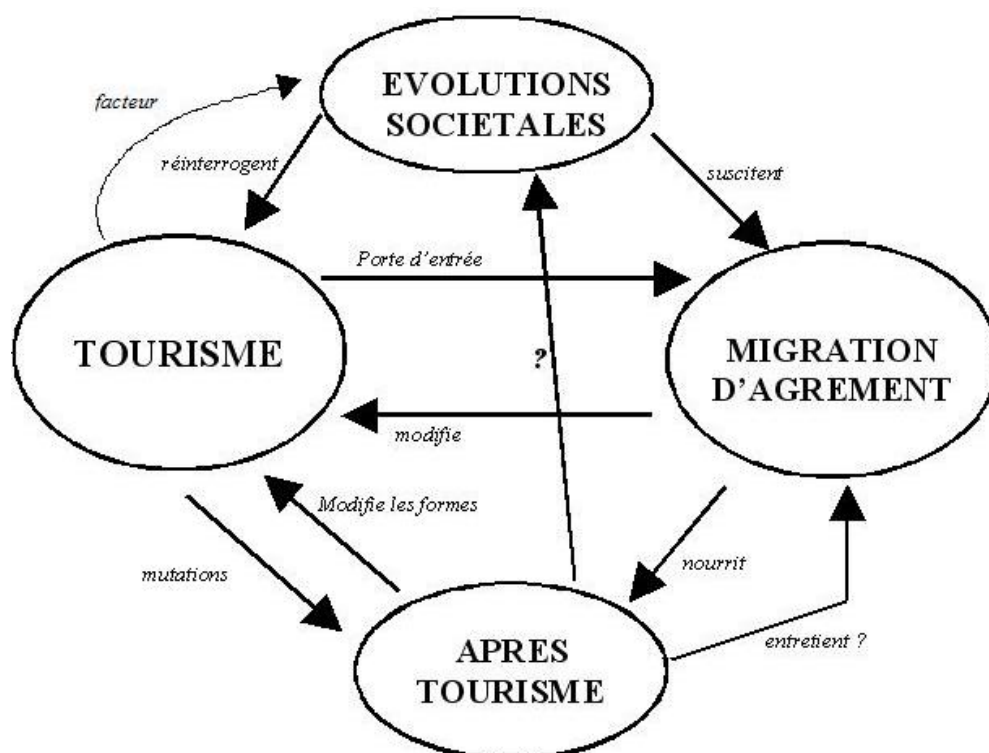 EVOLUTIONS
SOCIETALES
facteur
réinterrogent
suscitent
Porte d'entrée
TOURISME
?
MIGRATION
D'AGREMENT
modifie
Modifie les formes
mutations
nourrit
entretient ?
APRES
TOURISME